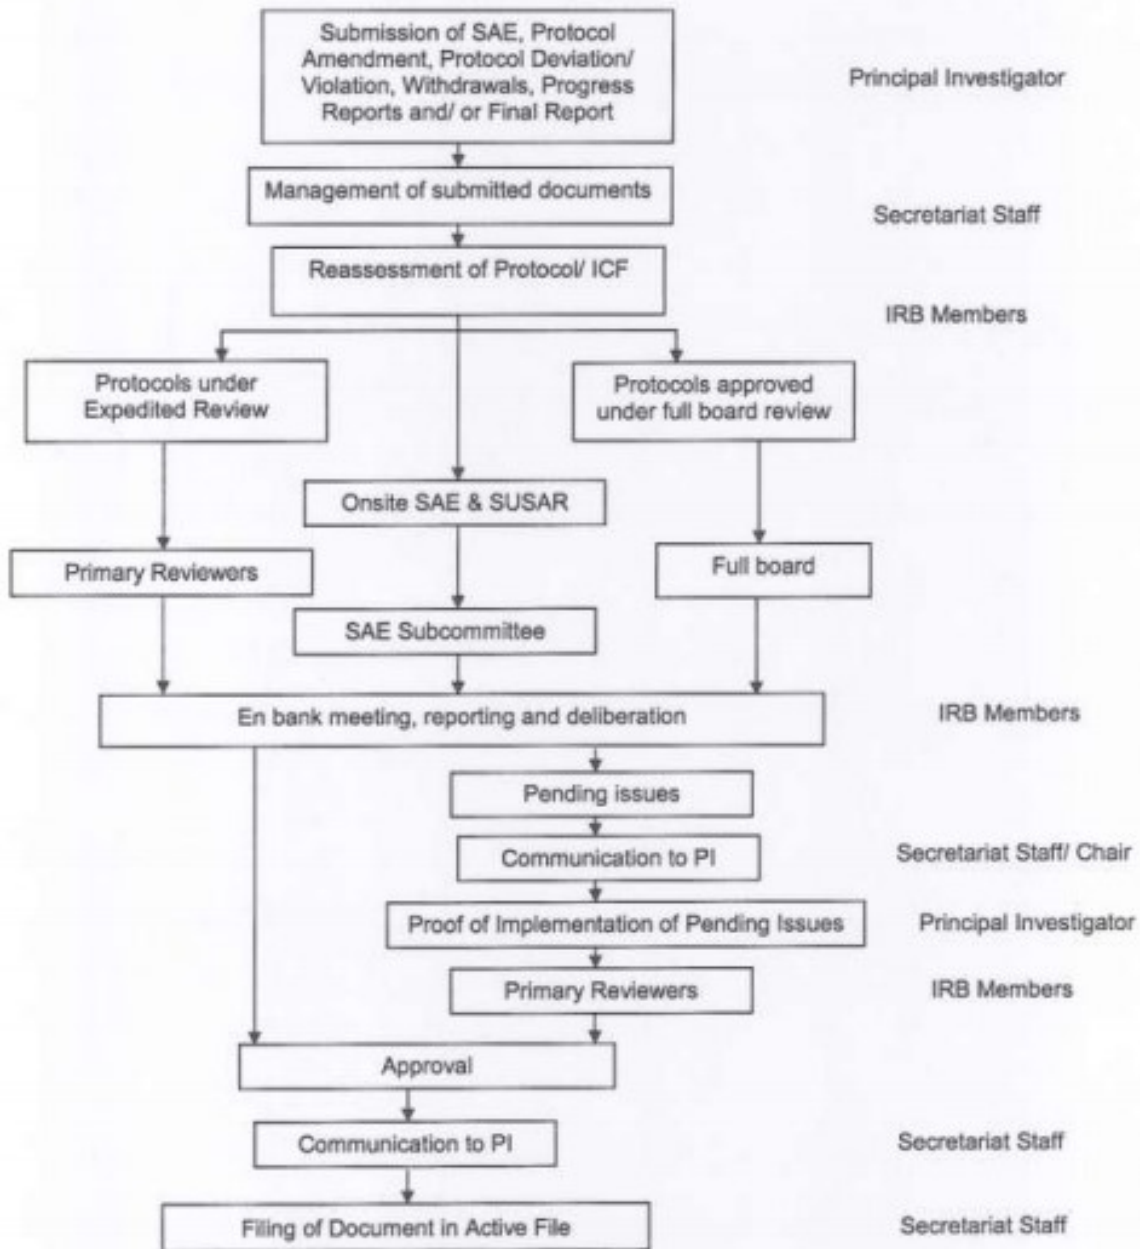 Submission of SAE, Protocol
Amendment, Protocol Deviation/
Violation, Withdrawals, Progress
Reports and/ or Final Report
Principal Investigator
Management of submitted documents
Secretariat Staff
Reassessment of Protocol/ ICF
IRB Members
Protocols under
Expedited Review
Protocols approved
under full board review
Onsite SAE & SUSAR
Primary Reviewers
Full board
SAE Subcommittee
En bank meeting, reporting and deliberation
IRB Members
Pending issues
Communication to PI
Secretariat Staff/ Chair
Proof of Implementation of Pending Issues
Principal Investigator
Primary Reviewers
IRB Members
Approval
Communication to PI
Secretariat Staff
Filing of Document in Active File
Secretariat Staff